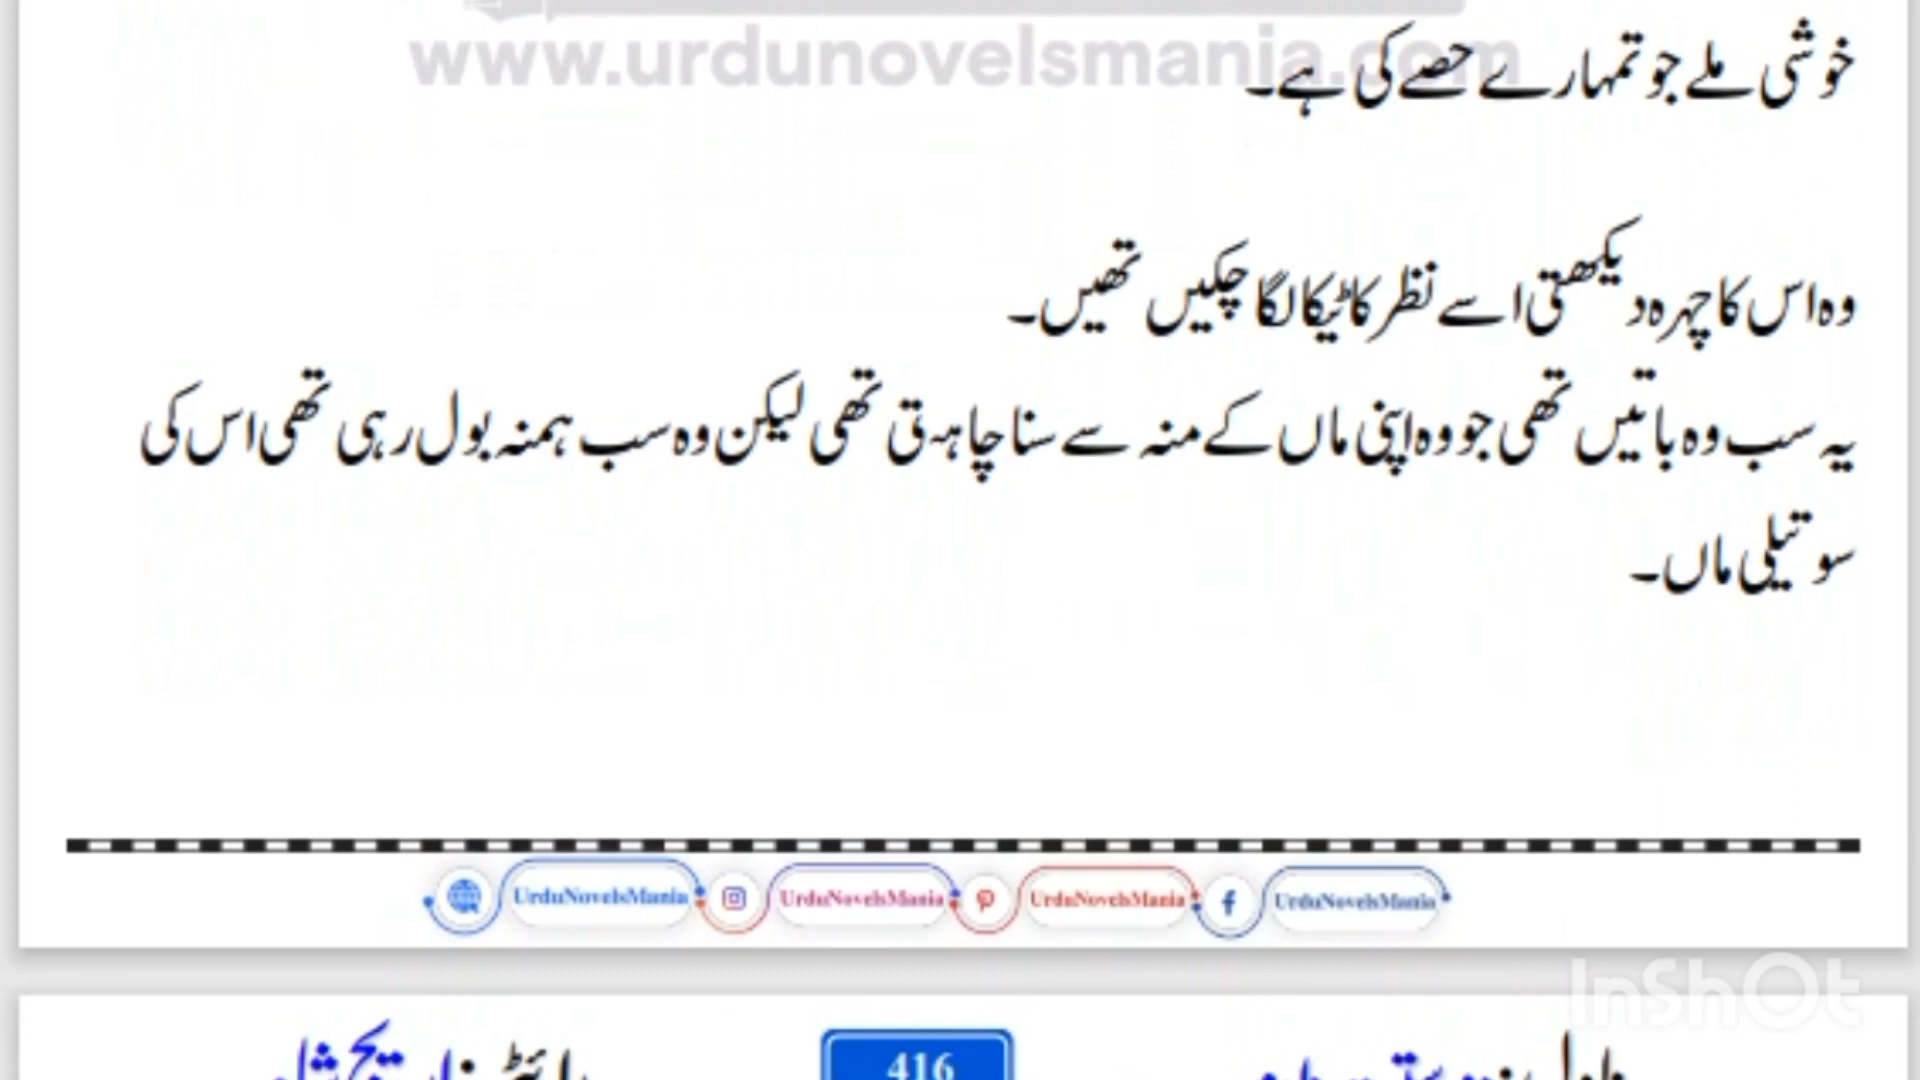 www.urdunovelsmania.com
خوشی ملے جو تمہارے حصے کی ہے۔
وہ اس کا چہرہ دیکھتی اسے نظر کا ٹیکا لگا چکیں تھیں۔
یہ سب وہ باتیں تھی جو وہ اپنی ماں کے منہ سے سننا چاہتی تھی لیکن وہ سب ہمنہ بول رہی تھی اس کی
سوتیلی ماں۔
UrduNovelsMania UrduNovelsMania UrduNovelsMania UrduNovelsMania
InShOt
416